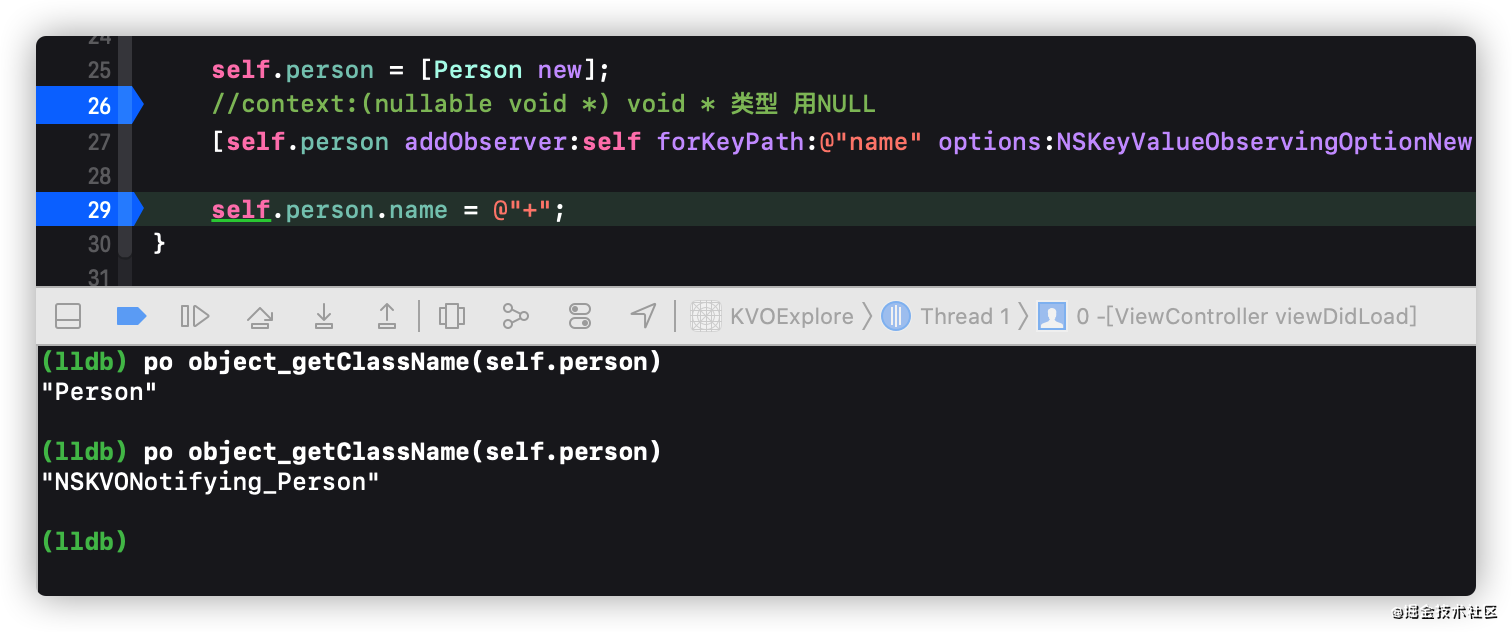 24
25 self.person = [Person new];
26 //context:(nullable void *) void * 类型 用NULL
27 [self.person addObserver:self forKeyPath:@"name" options:NSKeyValueObservingOptionNew
28
29 self.person.name = @"+";
30 }
31
KVOExplore Thread 1 0 -[ViewController viewDidLoad]
(lldb) po object_getClassName(self.person)
"Person"
(lldb) po object_getClassName(self.person)
"NSKVONotifying_Person"
(lldb)
@掘金技术社区